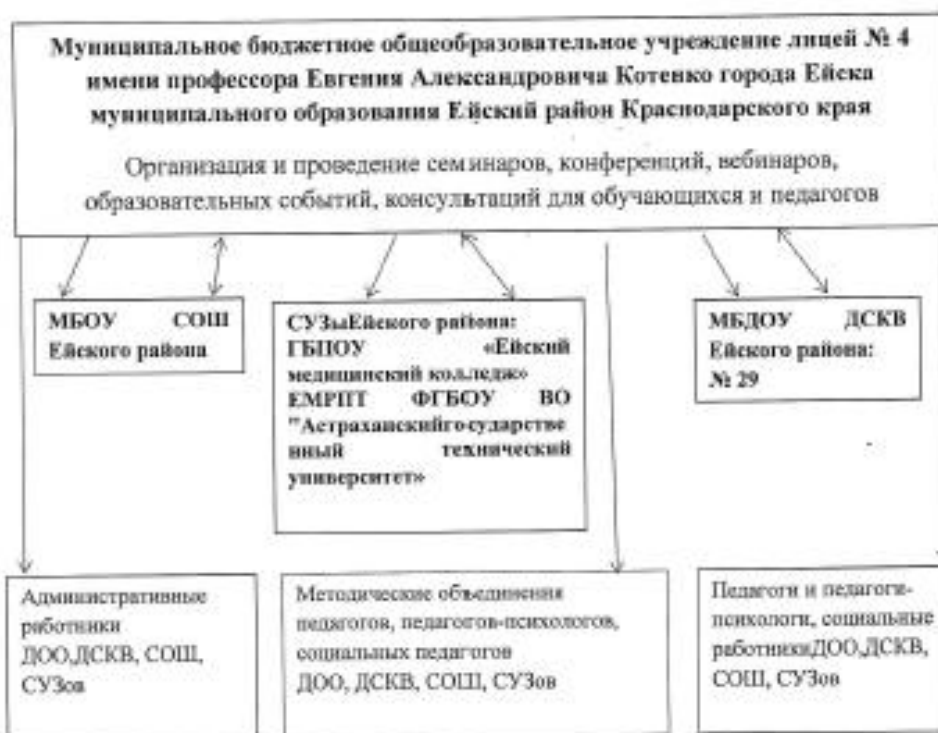 Муниципальное бюджетное общеобразовательное учреждение лицей № 4
имени профессора Евгения Александровича Котенко города Ейска
муниципального образования Ейский район Краснодарского края
Организация и проведение семинаров, конференций, вебинаров,
образовательных событий, консультаций для обучающихся и педагогов
МБОУ СОШ
Ейского района
СУЗыЕйского района:
ГБПОУ «Ейский
медицинский колледж»
ЕМРПТ ФГБОУ ВО
"Астраханскийгосударстве
нный технический
университет»
МБДОУ ДСКВ
Ейского района:
№ 29
Административные
работники
ДОО,ДСКВ, СОШ,
СУЗов
Методические объединения
педагогов, педагогов-психологов,
социальных педагогов
ДОО, ДСКВ, СОШ, СУЗов
Педагоги и педагоги-
психологи, социальные
работникиДОО,ДСКВ,
СОШ, СУЗов